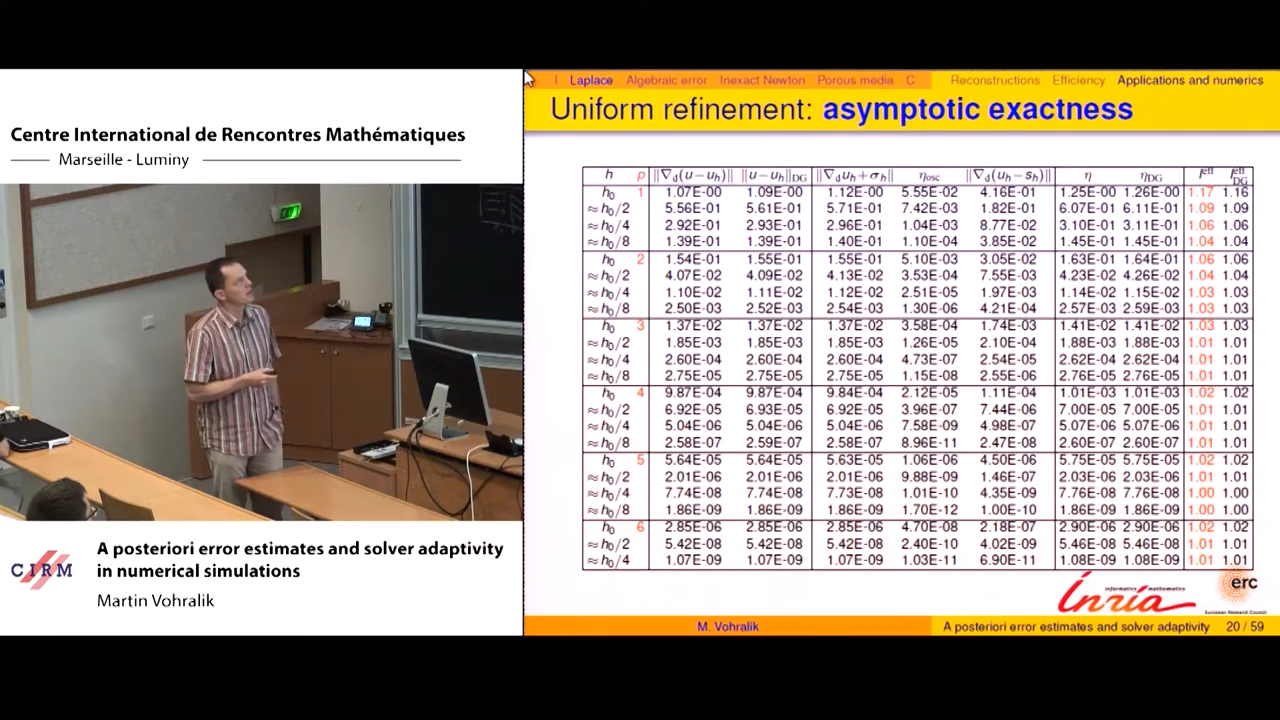 Centre International de Rencontres Mathématiques
Marseille - Luminy
I Laplace Algebraic error Inexact Newton Porous media C Reconstructions Efficiency Applications and numerics
Uniform refinement: asymptotic exactness
h p ‖∇d(u−uh)‖ ‖u−uh‖DG ‖∇duh+σh‖ ηosc ‖∇d(uh−sh)‖ η ηDG Ieff IeffDG
h0 1 1.07E-00 1.09E-00 1.12E-00 5.55E-02 4.16E-01 1.25E-00 1.26E-00 1.17 1.16
≈h0/2 5.56E-01 5.61E-01 5.71E-01 7.42E-03 1.82E-01 6.07E-01 6.11E-01 1.09 1.09
≈h0/4 2.92E-01 2.93E-01 2.96E-01 1.04E-03 8.77E-02 3.10E-01 3.11E-01 1.06 1.06
≈h0/8 1.39E-01 1.39E-01 1.40E-01 1.10E-04 3.85E-02 1.45E-01 1.45E-01 1.04 1.04
h0 2 1.54E-01 1.55E-01 1.55E-01 5.10E-03 3.05E-02 1.63E-01 1.64E-01 1.06 1.06
≈h0/2 4.07E-02 4.09E-02 4.13E-02 3.53E-04 7.55E-03 4.23E-02 4.26E-02 1.04 1.04
≈h0/4 1.10E-02 1.11E-02 1.12E-02 2.51E-05 1.97E-03 1.14E-02 1.15E-02 1.03 1.03
≈h0/8 2.50E-03 2.52E-03 2.54E-03 1.30E-06 4.21E-04 2.57E-03 2.59E-03 1.03 1.03
h0 3 1.37E-02 1.37E-02 1.37E-02 3.58E-04 1.74E-03 1.41E-02 1.41E-02 1.03 1.03
≈h0/2 1.85E-03 1.85E-03 1.85E-03 1.26E-05 2.10E-04 1.88E-03 1.88E-03 1.01 1.01
≈h0/4 2.60E-04 2.60E-04 2.60E-04 4.73E-07 2.54E-05 2.62E-04 2.62E-04 1.01 1.01
≈h0/8 2.75E-05 2.75E-05 2.75E-05 1.15E-08 2.55E-06 2.76E-05 2.76E-05 1.01 1.01
h0 4 9.87E-04 9.87E-04 9.84E-04 2.12E-05 1.11E-04 1.01E-03 1.01E-03 1.02 1.02
≈h0/2 6.92E-05 6.93E-05 6.92E-05 3.96E-07 7.44E-06 7.00E-05 7.00E-05 1.01 1.01
≈h0/4 5.04E-06 5.04E-06 5.04E-06 7.58E-09 4.98E-07 5.07E-06 5.07E-06 1.01 1.01
≈h0/8 2.58E-07 2.59E-07 2.58E-07 8.96E-11 2.47E-08 2.60E-07 2.60E-07 1.01 1.01
h0 5 5.64E-05 5.64E-05 5.63E-05 1.06E-06 4.50E-06 5.75E-05 5.75E-05 1.02 1.02
≈h0/2 2.01E-06 2.01E-06 2.01E-06 9.88E-09 1.46E-07 2.03E-06 2.03E-06 1.01 1.01
≈h0/4 7.74E-08 7.74E-08 7.73E-08 1.01E-10 4.35E-09 7.76E-08 7.76E-08 1.00 1.00
≈h0/8 1.86E-09 1.86E-09 1.86E-09 1.70E-12 1.00E-10 1.86E-09 1.86E-09 1.00 1.00
h0 6 2.85E-06 2.85E-06 2.85E-06 4.70E-08 2.18E-07 2.90E-06 2.90E-06 1.02 1.02
≈h0/2 5.42E-08 5.42E-08 5.42E-08 2.40E-10 4.02E-09 5.46E-08 5.46E-08 1.01 1.01
≈h0/4 1.07E-09 1.07E-09 1.07E-09 1.03E-11 6.90E-11 1.08E-09 1.08E-09 1.01 1.01
CIRM
A posteriori error estimates and solver adaptivity
in numerical simulations
Martin Vohralik
informatics mathematics
Inria
erc
European Research Council
M. Vohralík
A posteriori error estimates and solver adaptivity 20 / 59